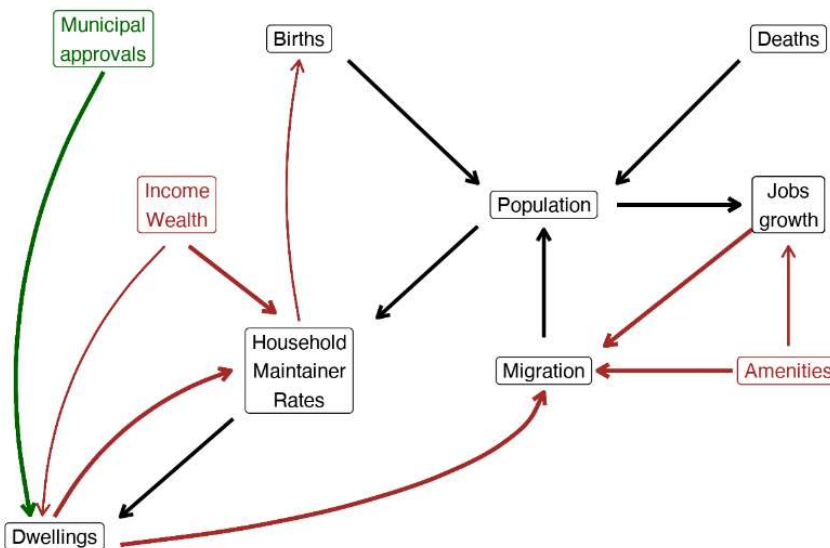 Municipal
approvals
Births
Deaths
Income
Wealth
Population
Jobs
growth
Household
Maintainer
Rates
Migration
Amenities
Dwellings